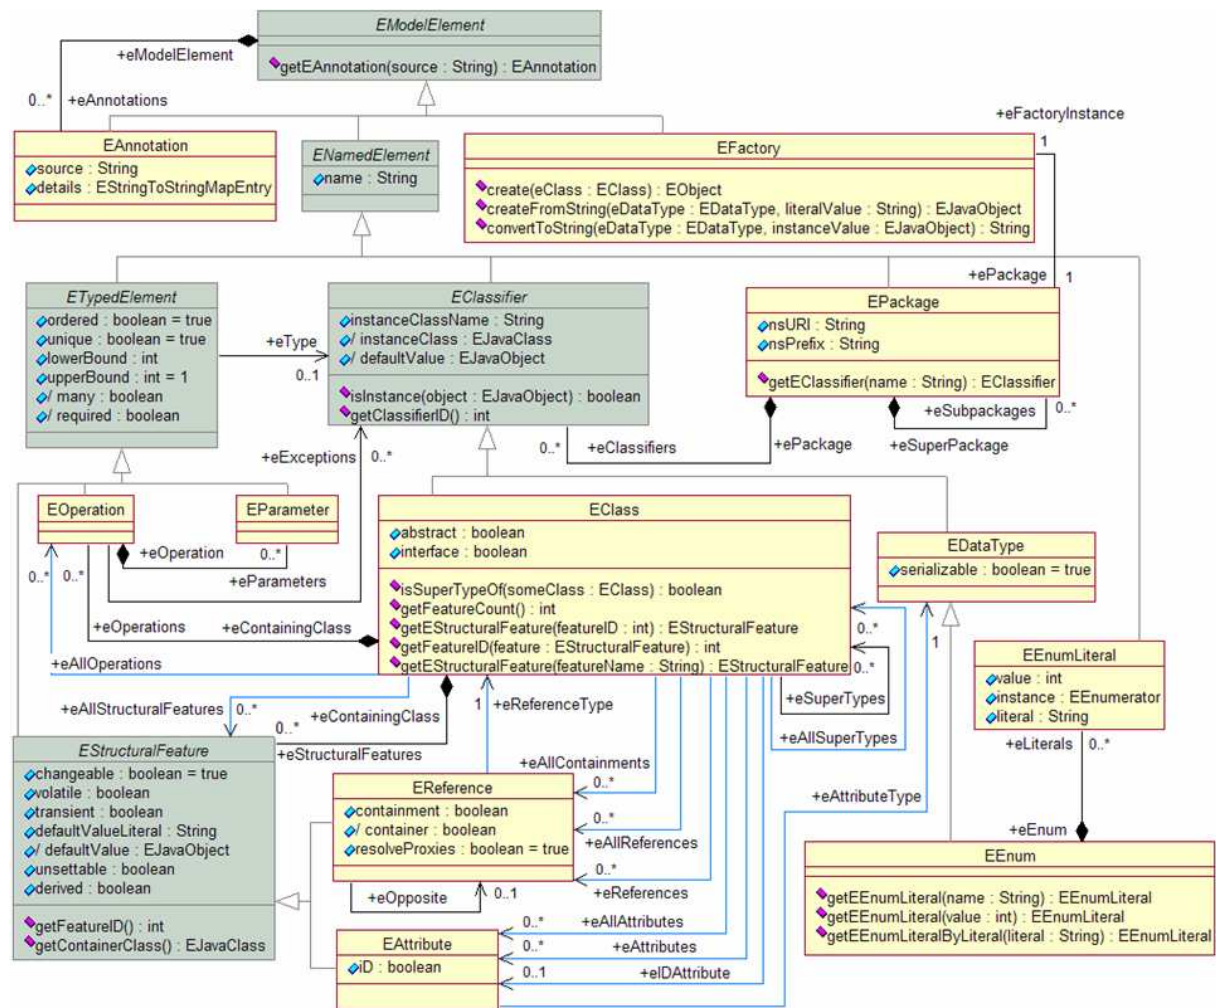 EModelElement
getEAnnotation(source : String) : EAnnotation
+eModelElement
0..*
+eAnnotations
+eFactoryInstance
1
EAnnotation
source : String
details : EStringToStringMapEntry
ENamedElement
name : String
EFactory
create(eClass : EClass) : EObject
createFromString(eDataType : EDataType, literalValue : String) : EJavaObject
convertToString(eDataType : EDataType, instanceValue : EJavaObject) : String
+ePackage
1
ETypedElement
ordered : boolean = true
unique : boolean = true
lowerBound : int
upperBound : int = 1
/ many : boolean
/ required : boolean
+eType
0..1
EClassifier
instanceClassName : String
/ instanceClass : EJavaClass
/ defaultValue : EJavaObject
isInstance(object : EJavaObject) : boolean
getClassifierID() : int
EPackage
nsURI : String
nsPrefix : String
getEClassifier(name : String) : EClassifier
+eExceptions
0..*
0..*
+eClassifiers
+ePackage
+eSubpackages
0..*
+eSuperPackage
EOperation
EParameter
+eOperation
0..*
+eParameters
0..*
0..*
+eOperations
+eContainingClass
+eAllOperations
EClass
abstract : boolean
interface : boolean
isSuperTypeOf(someClass : EClass) : boolean
getFeatureCount() : int
getEStructuralFeature(featureID : int) : EStructuralFeature
getFeatureID(feature : EStructuralFeature) : int
getEStructuralFeature(featureName : String) : EStructuralFeature
0..*
0..*
+eSuperTypes
+eAllSuperTypes
EDataType
serializable : boolean = true
1
EEnumLiteral
value : int
instance : EEnumerator
literal : String
+eLiterals
0..*
+eAllStructuralFeatures
0..*
+eContainingClass
0..*
+eStructuralFeatures
1
+eReferenceType
EStructuralFeature
changeable : boolean = true
volatile : boolean
transient : boolean
defaultValueLiteral : String
/ defaultValue : EJavaObject
unsettable : boolean
derived : boolean
getFeatureID() : int
getContainerClass() : EJavaClass
EReference
containment : boolean
/ container : boolean
resolveProxies : boolean = true
+eAllContainments
0..*
0..*
+eAllReferences
0..*
+eReferences
+eOpposite
0..1
+eAttributeType
+eEnum
EEnum
getEEnumLiteral(name : String) : EEnumLiteral
getEEnumLiteral(value : int) : EEnumLiteral
getEEnumLiteralByLiteral(literal : String) : EEnumLiteral
EAttribute
iD : boolean
0..*
+eAllAttributes
0..*
+eAttributes
0..1
+eIDAttribute